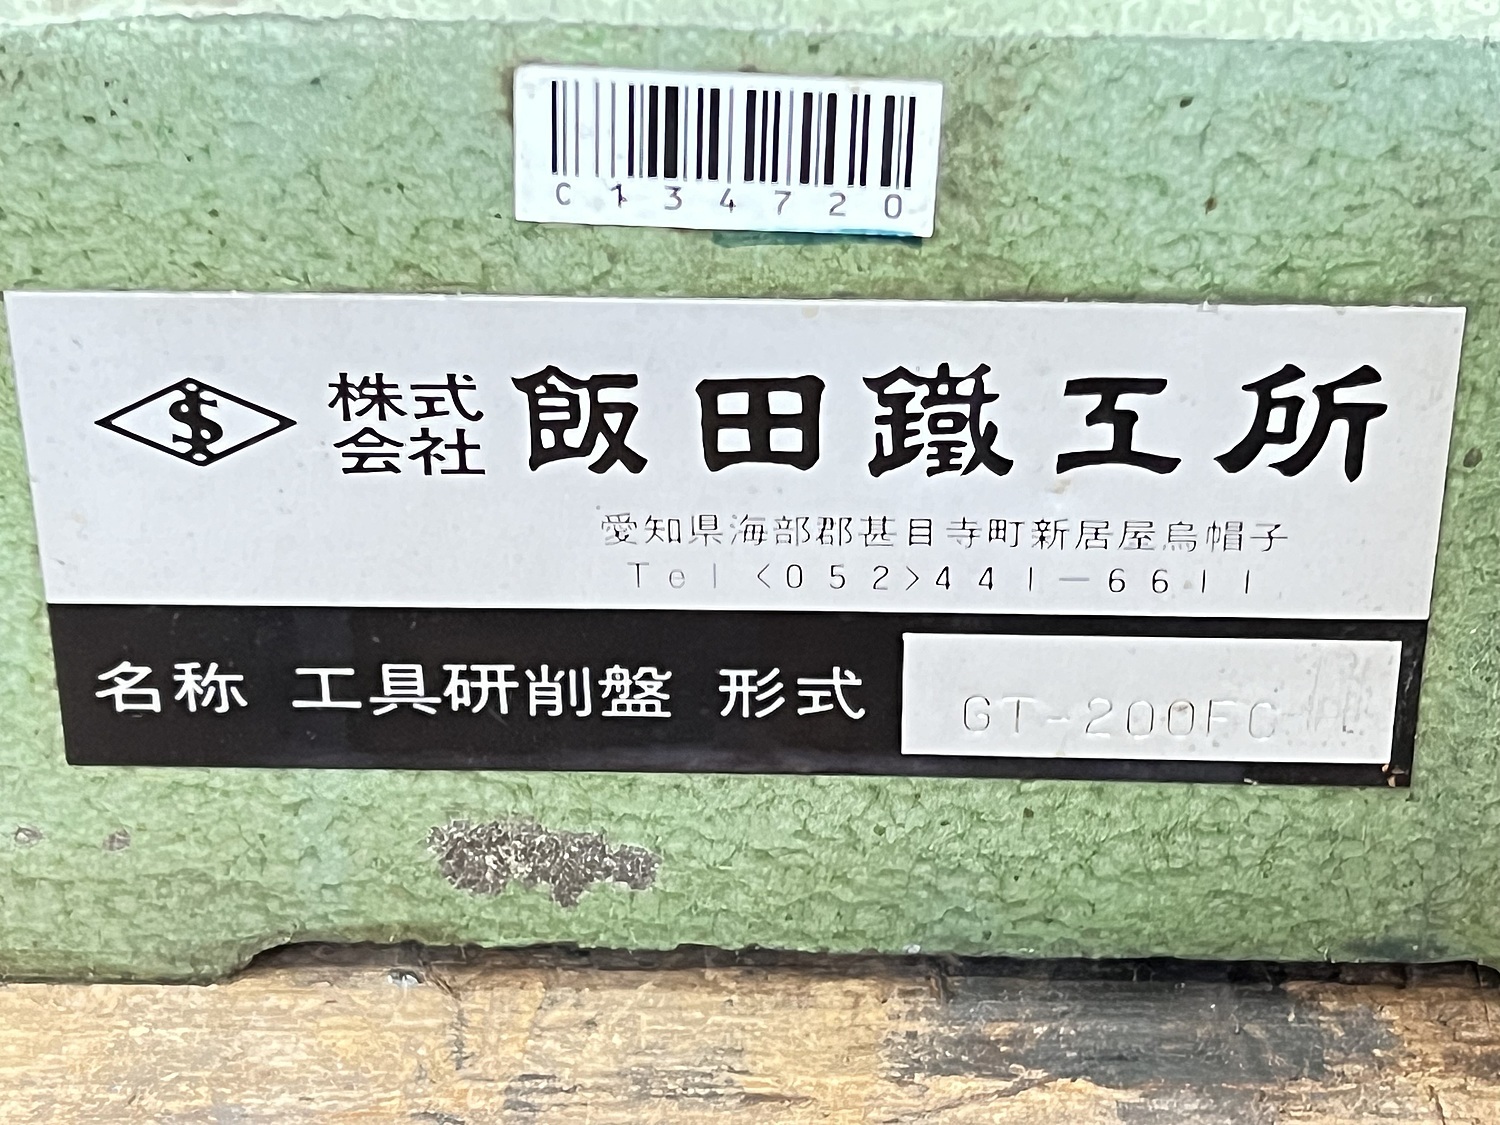 C134720
株式会社 飯田鐵工所
愛知県海部郡甚目寺町新居屋烏帽子
Tel <052>441-6611
名称 工具研削盤 形式 GT-200FC